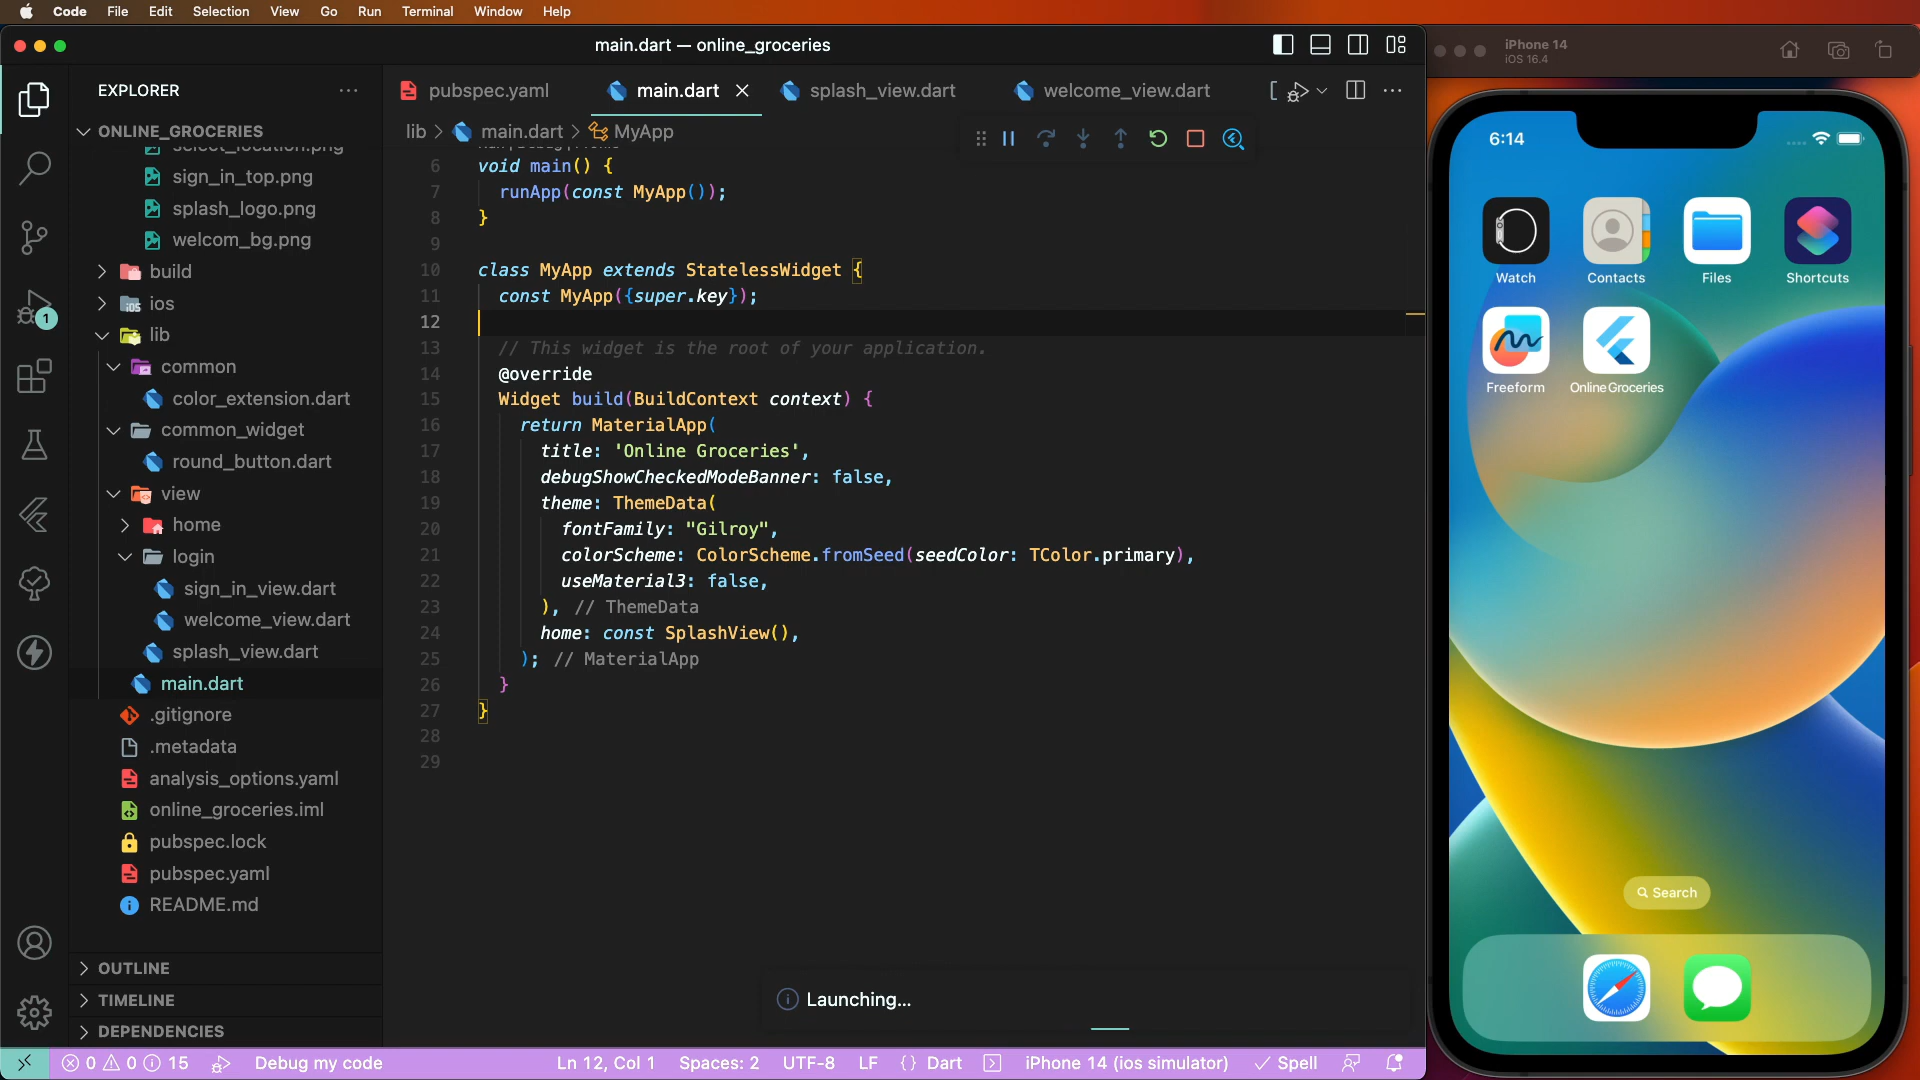 Code File Edit Selection View Go Run Terminal Window Help
main.dart — online_groceries
iPhone 14
iOS 16.4
EXPLORER
pubspec.yaml
main.dart
splash_view.dart
welcome_view.dart
ONLINE_GROCERIES
lib > main.dart > MyApp
select_location.png
sign_in_top.png
splash_logo.png
welcom_bg.png
build
ios
lib
common
color_extension.dart
common_widget
round_button.dart
view
home
login
sign_in_view.dart
welcome_view.dart
splash_view.dart
main.dart
.gitignore
.metadata
analysis_options.yaml
online_groceries.iml
pubspec.lock
pubspec.yaml
README.md
OUTLINE
TIMELINE
DEPENDENCIES
1
6 void main() {
7 runApp(const MyApp());
8 }
9
10 class MyApp extends StatelessWidget {
11 const MyApp({super.key});
12
13 // This widget is the root of your application.
14 @override
15 Widget build(BuildContext context) {
16 return MaterialApp(
17 title: 'Online Groceries',
18 debugShowCheckedModeBanner: false,
19 theme: ThemeData(
20 fontFamily: "Gilroy",
21 colorScheme: ColorScheme.fromSeed(seedColor: TColor.primary),
22 useMaterial3: false,
23 ), // ThemeData
24 home: const SplashView(),
25 ); // MaterialApp
26 }
27 }
28
29
Launching...
0 0 15 Debug my code Ln 12, Col 1 Spaces: 2 UTF-8 LF {} Dart iPhone 14 (ios simulator) Spell
6:14
Watch Contacts Files Shortcuts
Freeform OnlineGroceries
Search